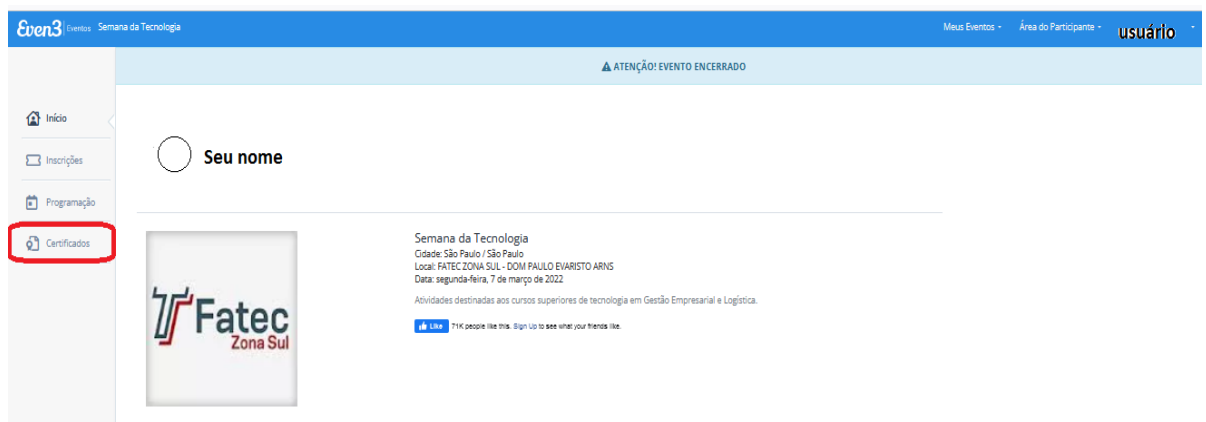 Even3 Eventos Semana da Tecnologia
Meus Eventos Área do Participante usuário
ATENÇÃO! EVENTO ENCERRADO
Início
Inscrições
Programação
Certificados
Seu nome
Fatec
Zona Sul
Semana da Tecnologia
Cidade: São Paulo / São Paulo
Local: FATEC ZONA SUL - DOM PAULO EVARISTO ARNS
Data: segunda-feira, 7 de março de 2022
Atividades destinadas aos cursos superiores de tecnologia em Gestão Empresarial e Logística.
Like 71K people like this. Sign Up to see what your friends like.